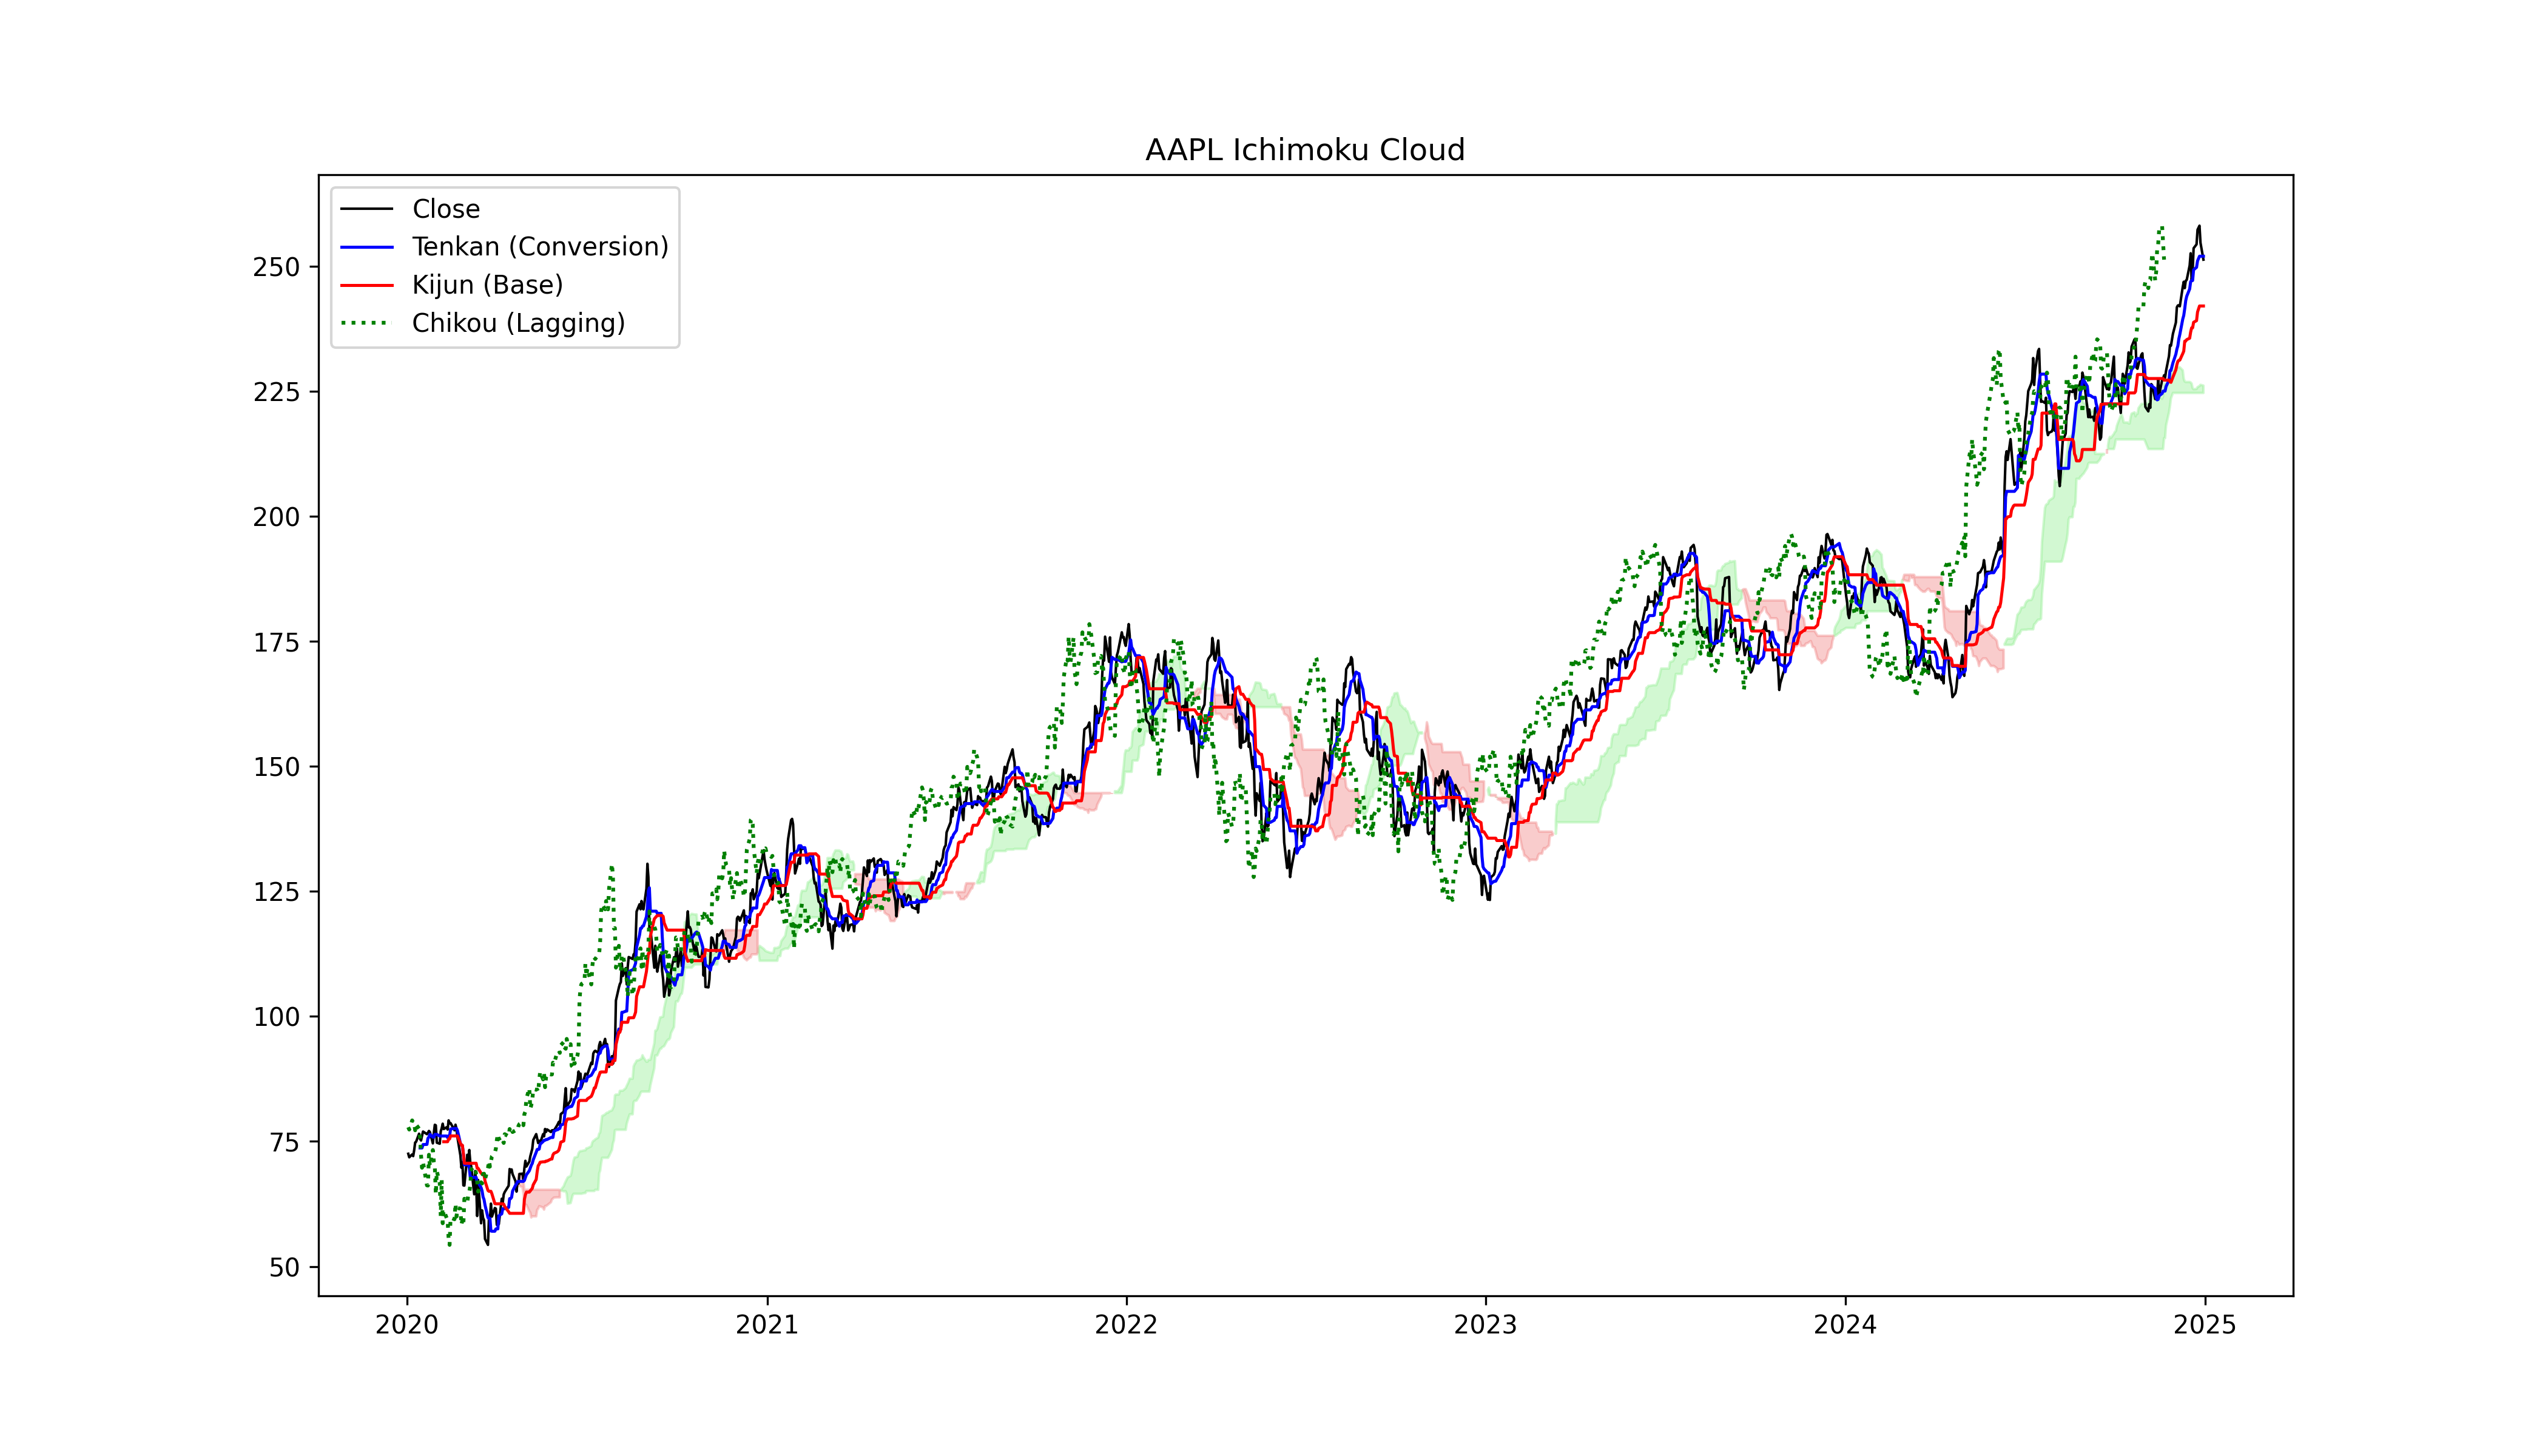 AAPL Ichimoku Cloud
Close
Tenkan (Conversion)
Kijun (Base)
Chikou (Lagging)
250
225
200
175
150
125
100
75
50
2020 2021 2022 2023 2024 2025